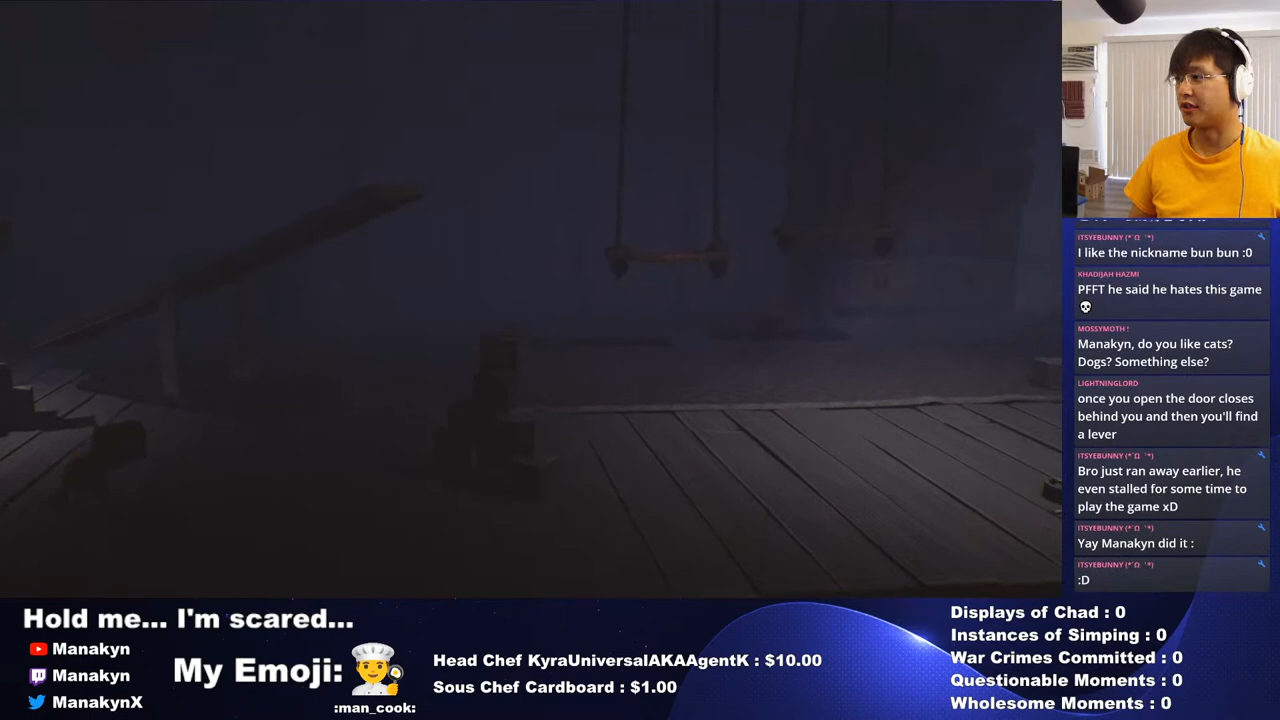 ITSYEBUNNY (*´Ω｀*)
I like the nickname bun bun :0
KHADIJAH HAZMI
PFFT he said he hates this game
💀
MOSSYMOTH !
Manakyn, do you like cats?
Dogs? Something else?
LIGHTNINGLORD
once you open the door closes
behind you and then you'll find
a lever
ITSYEBUNNY (*´Ω｀*)
Bro just ran away earlier, he
even stalled for some time to
play the game xD
ITSYEBUNNY (*´Ω｀*)
Yay Manakyn did it :
ITSYEBUNNY (*´Ω｀*)
:D
Hold me... I'm scared...
Manakyn
Manakyn
ManakynX
My Emoji:
:man_cook:
Head Chef KyraUniversalAKAAgentK : $10.00
Sous Chef Cardboard : $1.00
Displays of Chad : 0
Instances of Simping : 0
War Crimes Committed : 0
Questionable Moments : 0
Wholesome Moments : 0